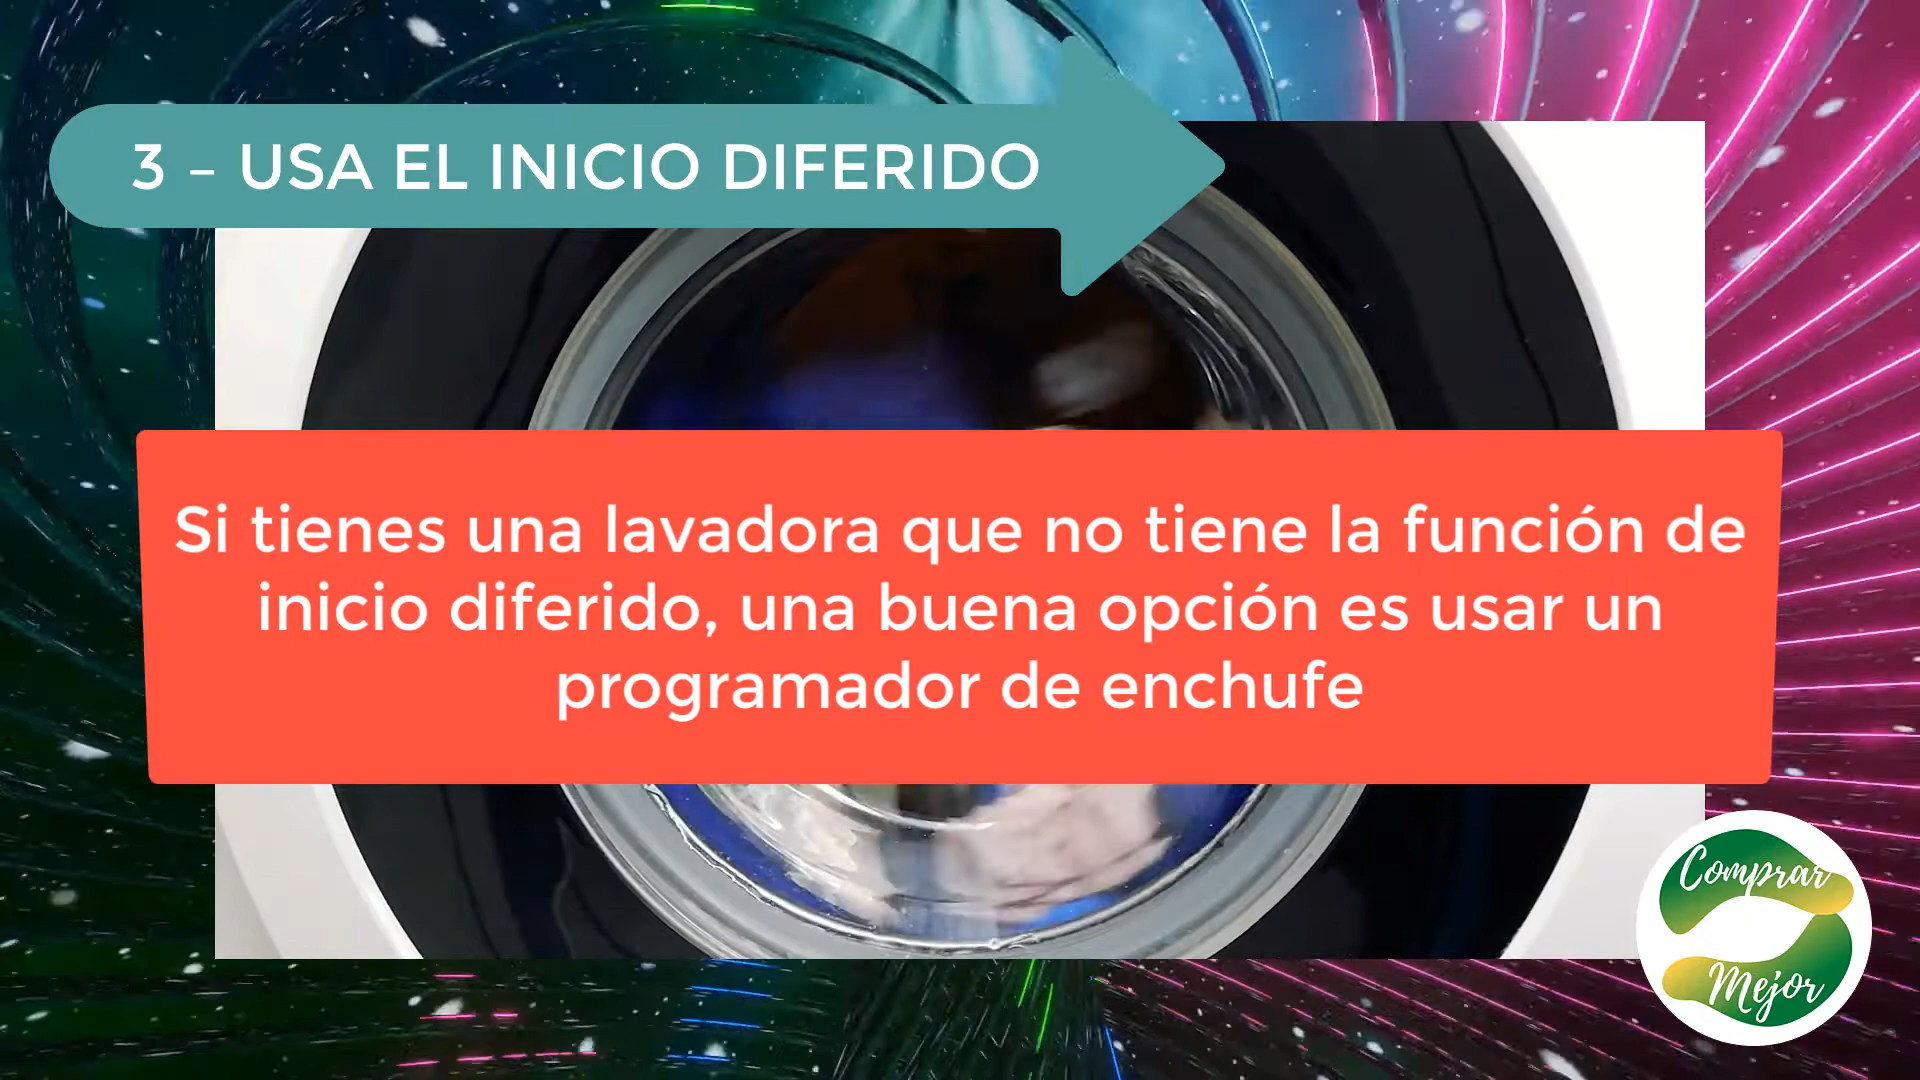 3 – USA EL INICIO DIFERIDO
Si tienes una lavadora que no tiene la función de
inicio diferido, una buena opción es usar un
programador de enchufe
Comprar
Mejor